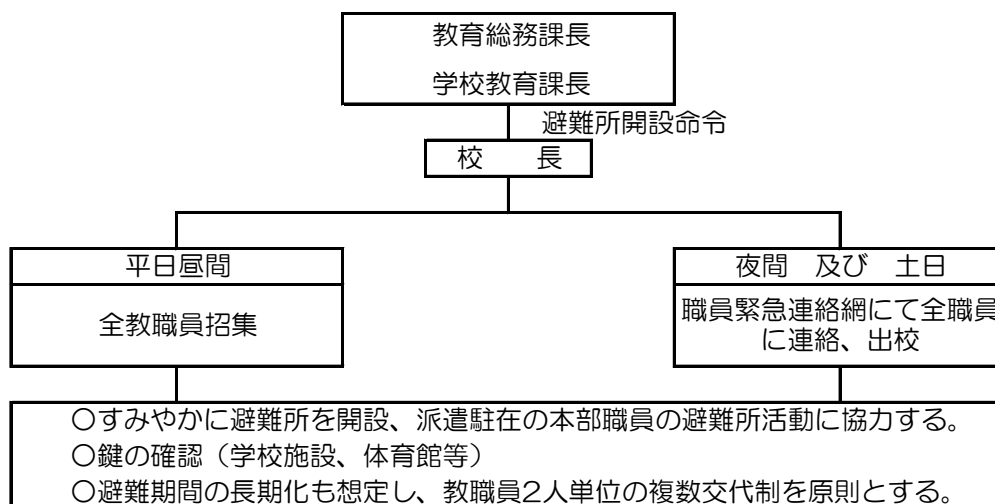 教育総務課長
学校教育課長
避難所開設命令
校　長
平日昼間
全教職員招集
夜間　及び　土日
職員緊急連絡網にて全職員
に連絡、出校
○すみやかに避難所を開設、派遣駐在の本部職員の避難所活動に協力する。
○鍵の確認（学校施設、体育館等）
○避難期間の長期化も想定し、教職員2人単位の複数交代制を原則とする。